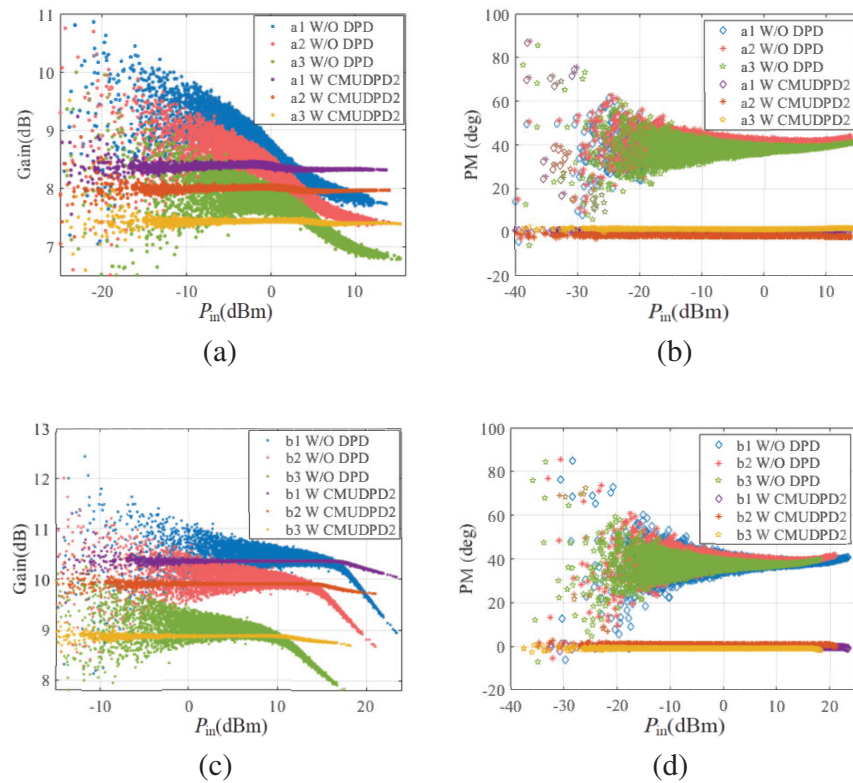 11
10
9
8
7
Gain(dB)
-20
-10
0
10
Pin(dBm)
a1 W/O DPD
a2 W/O DPD
a3 W/O DPD
a1 W CMUDPD2
a2 W CMUDPD2
a3 W CMUDPD2
(a)
100
80
60
40
20
0
-20
PM (deg)
-40
-30
-20
-10
0
10
Pin(dBm)
a1 W/O DPD
a2 W/O DPD
a3 W/O DPD
a1 W CMUDPD2
a2 W CMUDPD2
a3 W CMUDPD2
(b)
13
12
11
10
9
8
Gain(dB)
-10
0
10
20
Pin(dBm)
b1 W/O DPD
b2 W/O DPD
b3 W/O DPD
b1 W CMUDPD2
b2 W CMUDPD2
b3 W CMUDPD2
(c)
100
80
60
40
20
0
-20
PM (deg)
-40
-30
-20
-10
0
10
20
Pin(dBm)
b1 W/O DPD
b2 W/O DPD
b3 W/O DPD
b1 W CMUDPD2
b2 W CMUDPD2
b3 W CMUDPD2
(d)